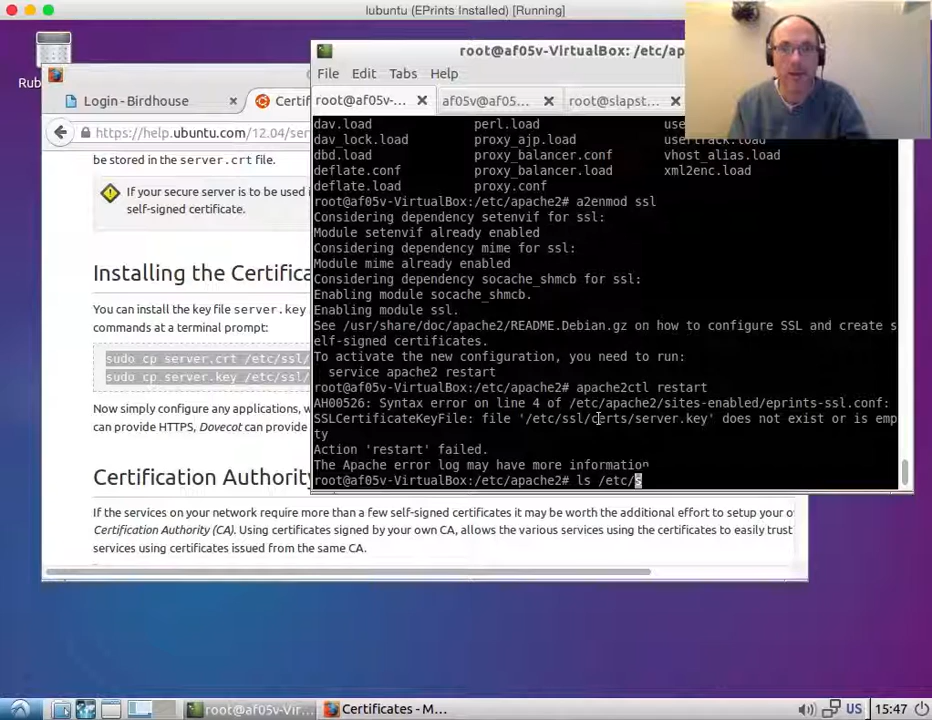 lubuntu (EPrints Installed) [Running]
Rub
root@af05v-VirtualBox: /etc/ap
File Edit Tabs Help
root@af05v-... af05v@af05... root@slapst...
Login - Birdhouse
Certif
https://help.ubuntu.com/12.04/ser
be stored in the server.crt file.
If your secure server is to be used i
self-signed certificate.
Installing the Certifica
You can install the key file server.key
commands at a terminal prompt:
sudo cp server.crt /etc/ssl/
sudo cp server.key /etc/ssl/
Now simply configure any applications, w
can provide HTTPS, Dovecot can provide
Certification Authority
If the services on your network require more than a few self-signed certificates it may be worth the additional effort to setup your o
Certification Authority (CA). Using certificates signed by your own CA, allows the various services using the certificates to easily trust
services using certificates issued from the same CA.
dav.load perl.load use
dav_lock.load proxy_ajp.load usertrack.load
dbd.load proxy_balancer.conf vhost_alias.load
deflate.conf proxy_balancer.load xml2enc.load
deflate.load proxy.conf
root@af05v-VirtualBox:/etc/apache2# a2enmod ssl
Considering dependency setenvif for ssl:
Module setenvif already enabled
Considering dependency mime for ssl:
Module mime already enabled
Considering dependency socache_shmcb for ssl:
Enabling module socache_shmcb.
Enabling module ssl.
See /usr/share/doc/apache2/README.Debian.gz on how to configure SSL and create s
elf-signed certificates.
To activate the new configuration, you need to run:
service apache2 restart
root@af05v-VirtualBox:/etc/apache2# apache2ctl restart
AH00526: Syntax error on line 4 of /etc/apache2/sites-enabled/eprints-ssl.conf:
SSLCertificateKeyFile: file '/etc/ssl/certs/server.key' does not exist or is emp
ty
Action 'restart' failed.
The Apache error log may have more information
root@af05v-VirtualBox:/etc/apache2# ls /etc/s
root@af05v-Vir... Certificates - M... US 15:47